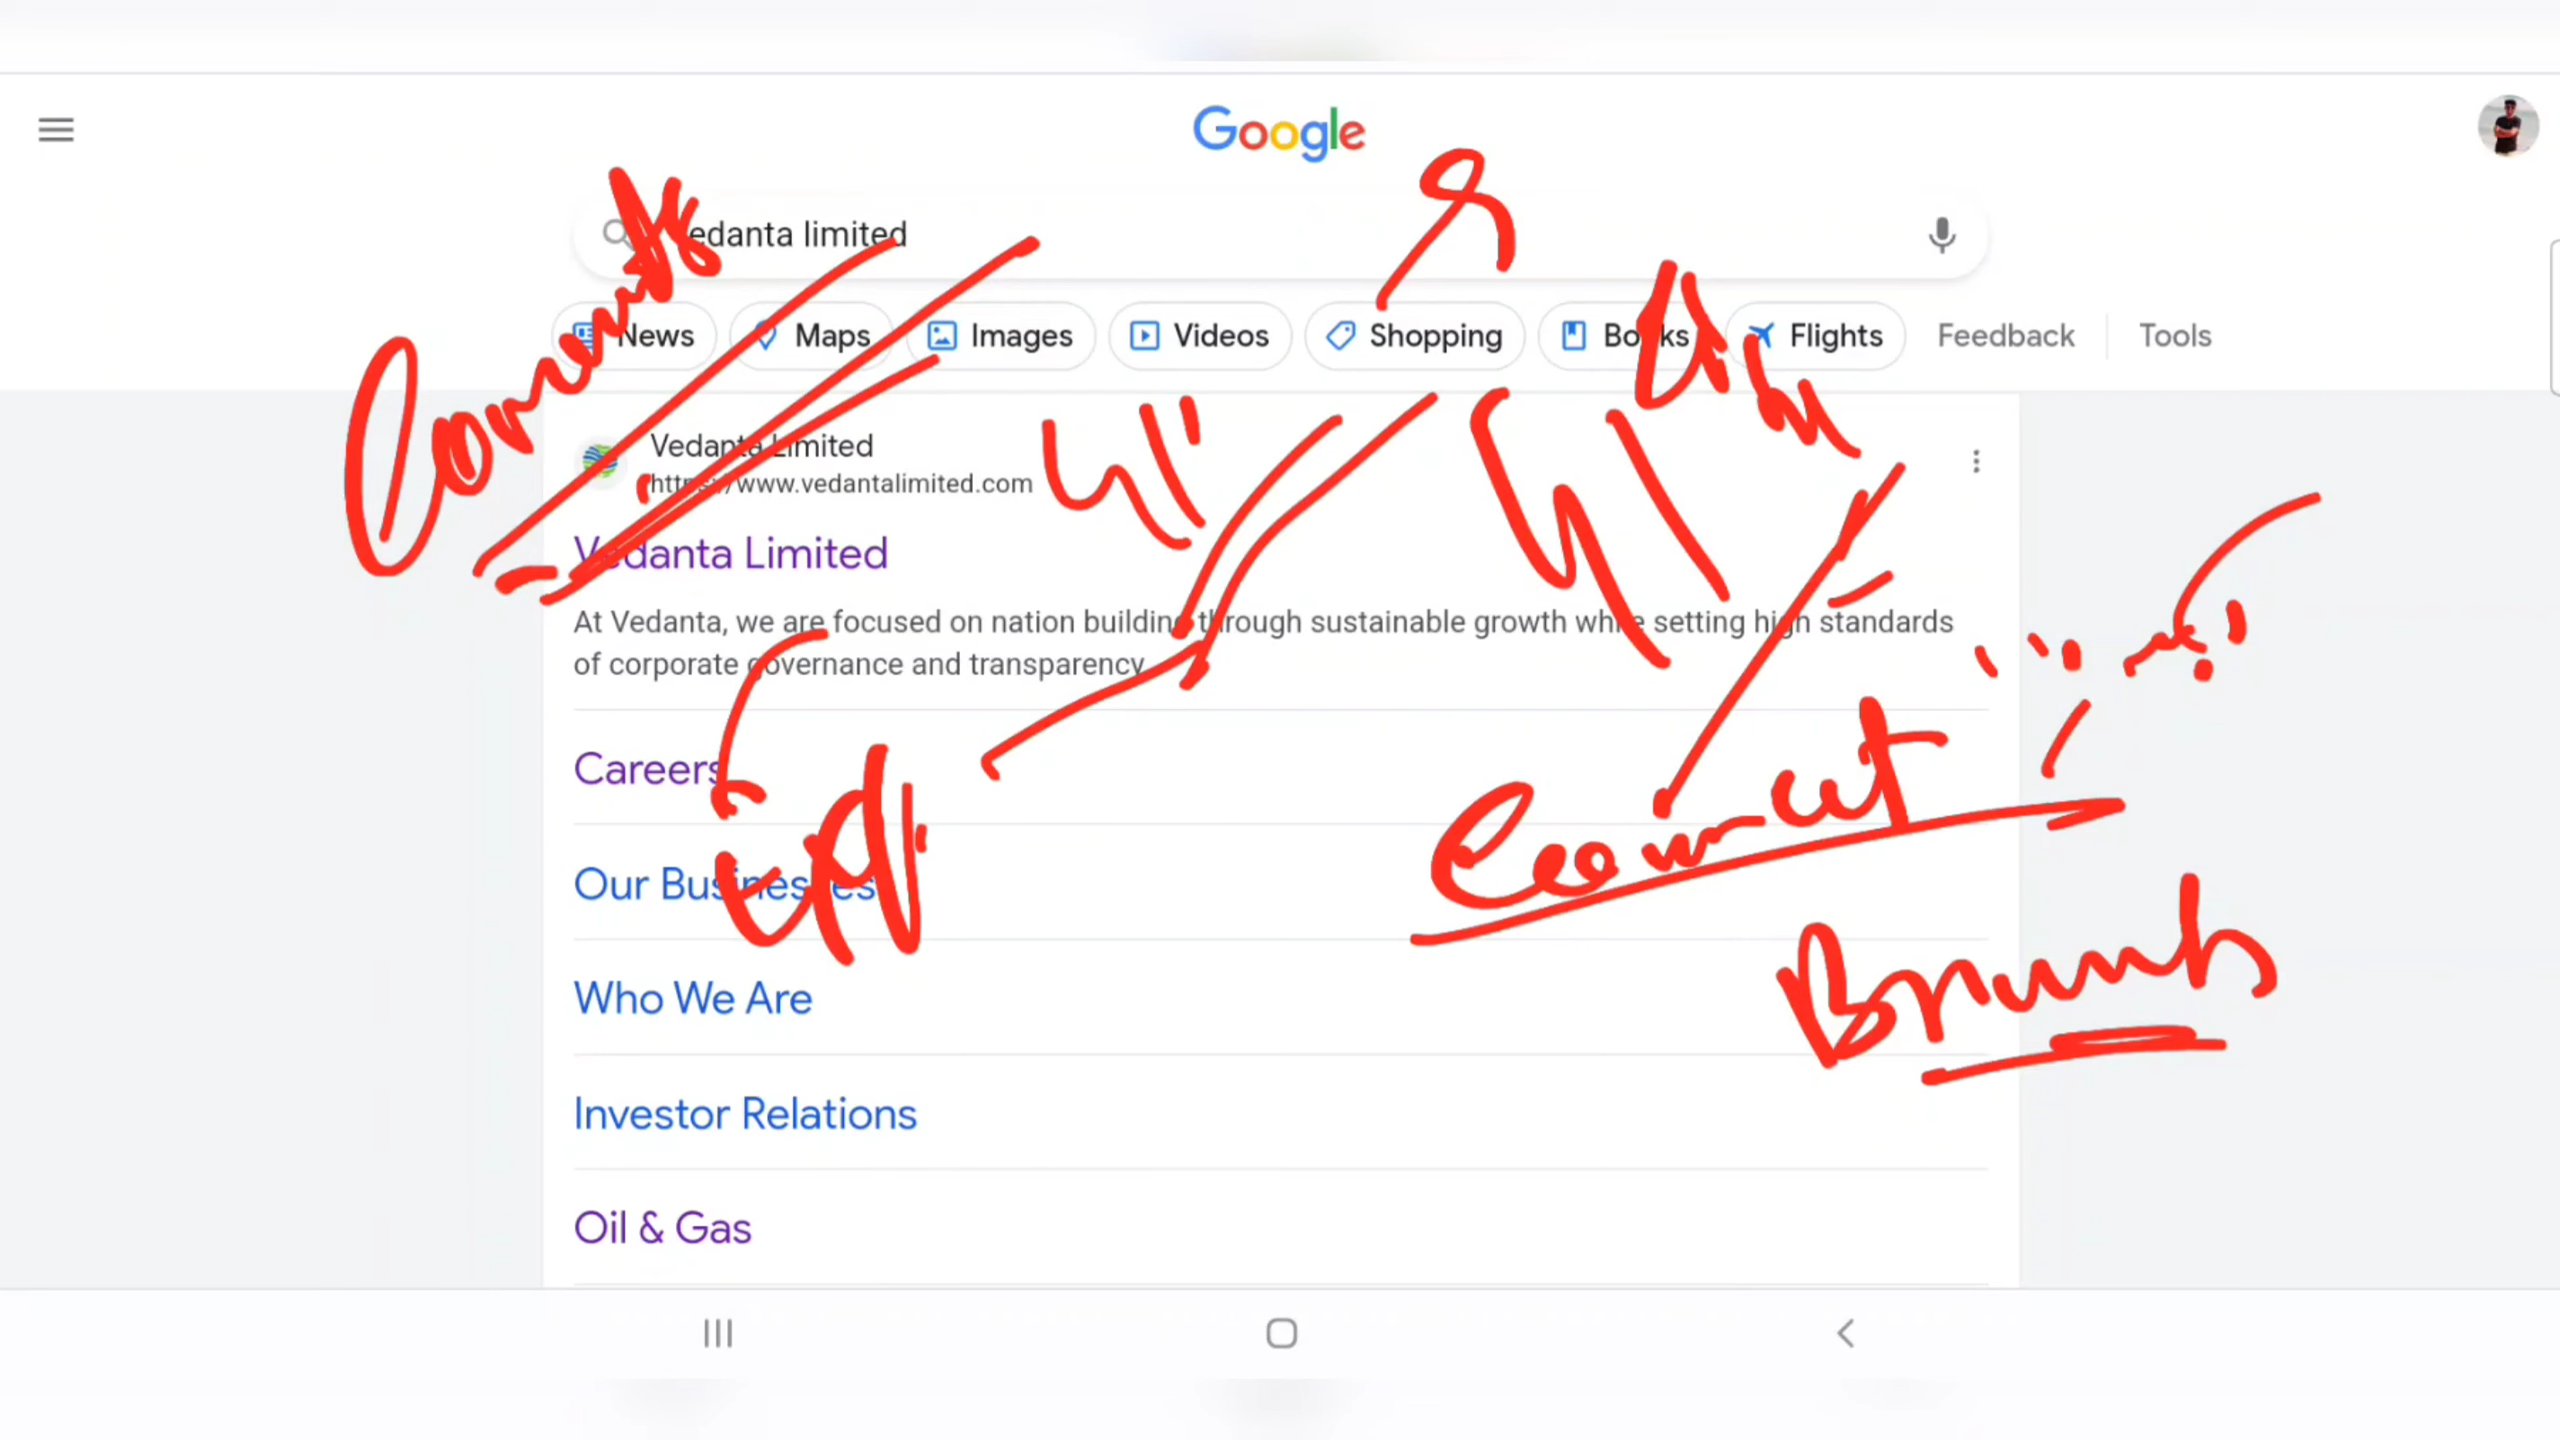 Google
edanta limited
News Maps Images Videos Shopping Books Flights Feedback Tools
Vedanta Limited
https://www.vedantalimited.com
Vedanta Limited
At Vedanta, we are focused on nation building through sustainable growth while setting high standards
of corporate governance and transparency.
Careers
Our Businesses
Who We Are
Investor Relations
Oil & Gas